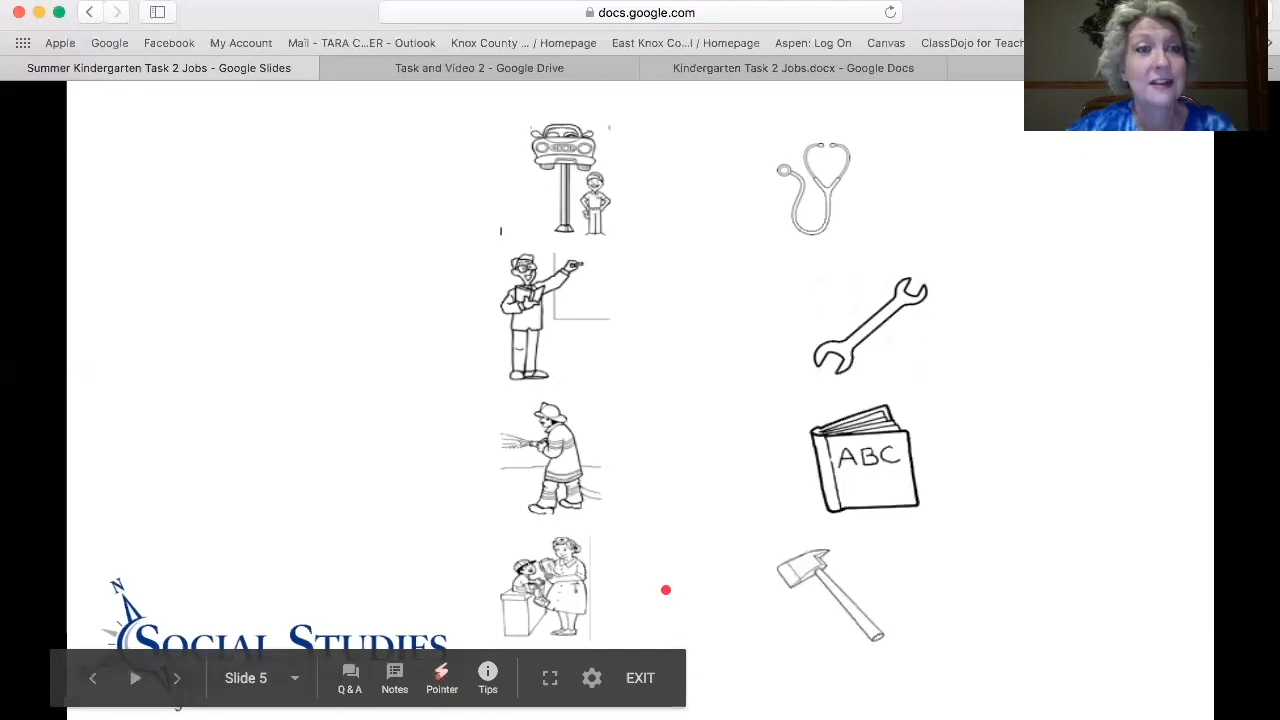 docs.google.com
Apple Google Facebook My Account Mail - TARA C...ER - Outlook Knox County ... / Homepage East Knox Co...l / Homepage Aspen: Log On Canvas ClassDojo for Teach
Summer Kindergarten Task 2 Jobs - Google Slides Task and Video 2 - Google Drive Kindergarten Task 2 Jobs.docx - Google Docs
ABC
N
SOCIAL STUDIES
Slide 5 Q & A Notes Pointer Tips EXIT